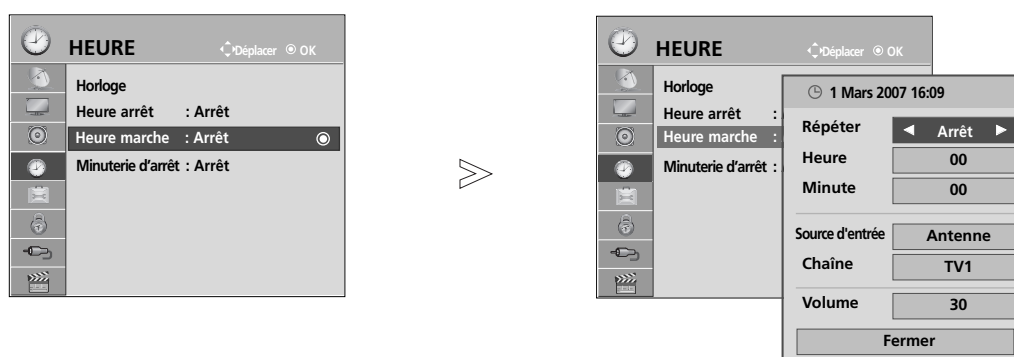 HEURE Déplacer OK
Horloge
Heure arrêt : Arrêt
Heure marche : Arrêt
Minuterie d'arrêt : Arrêt
HEURE Déplacer OK
Horloge
Heure arrêt :
Heure marche :
Minuterie d'arrêt :
1 Mars 2007 16:09
Répéter Arrêt
Heure 00
Minute 00
Source d'entrée Antenne
Chaîne TV1
Volume 30
Fermer